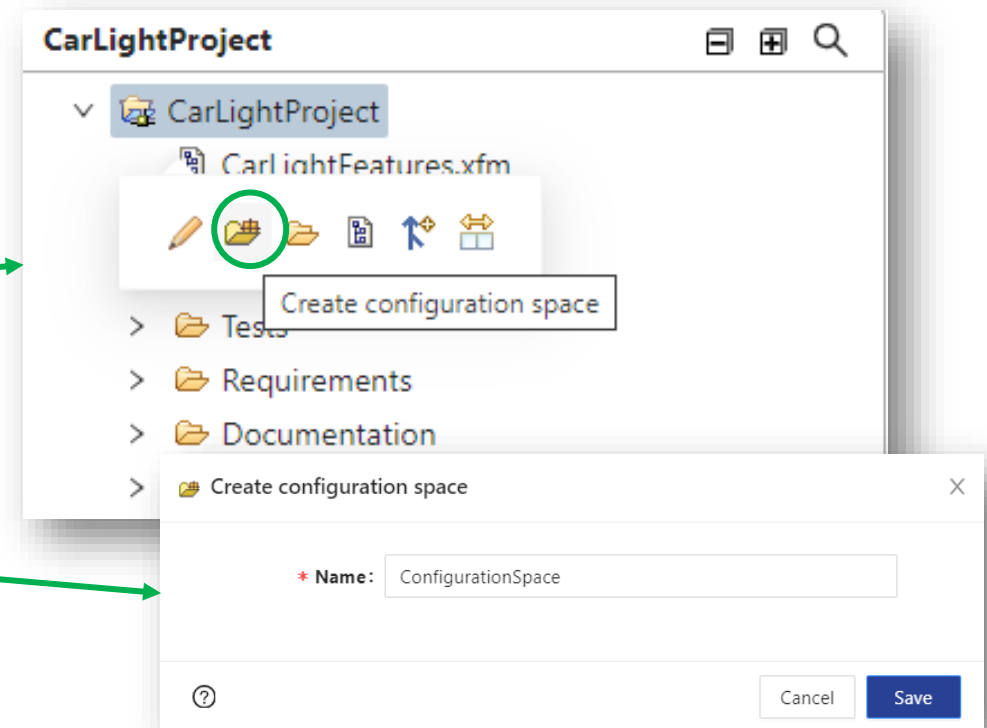 CarLightProject
CarLightProject
CarLightFeatures.xfm
Create configuration space
Tests
Requirements
Documentation
Create configuration space
* Name:
ConfigurationSpace
Cancel
Save